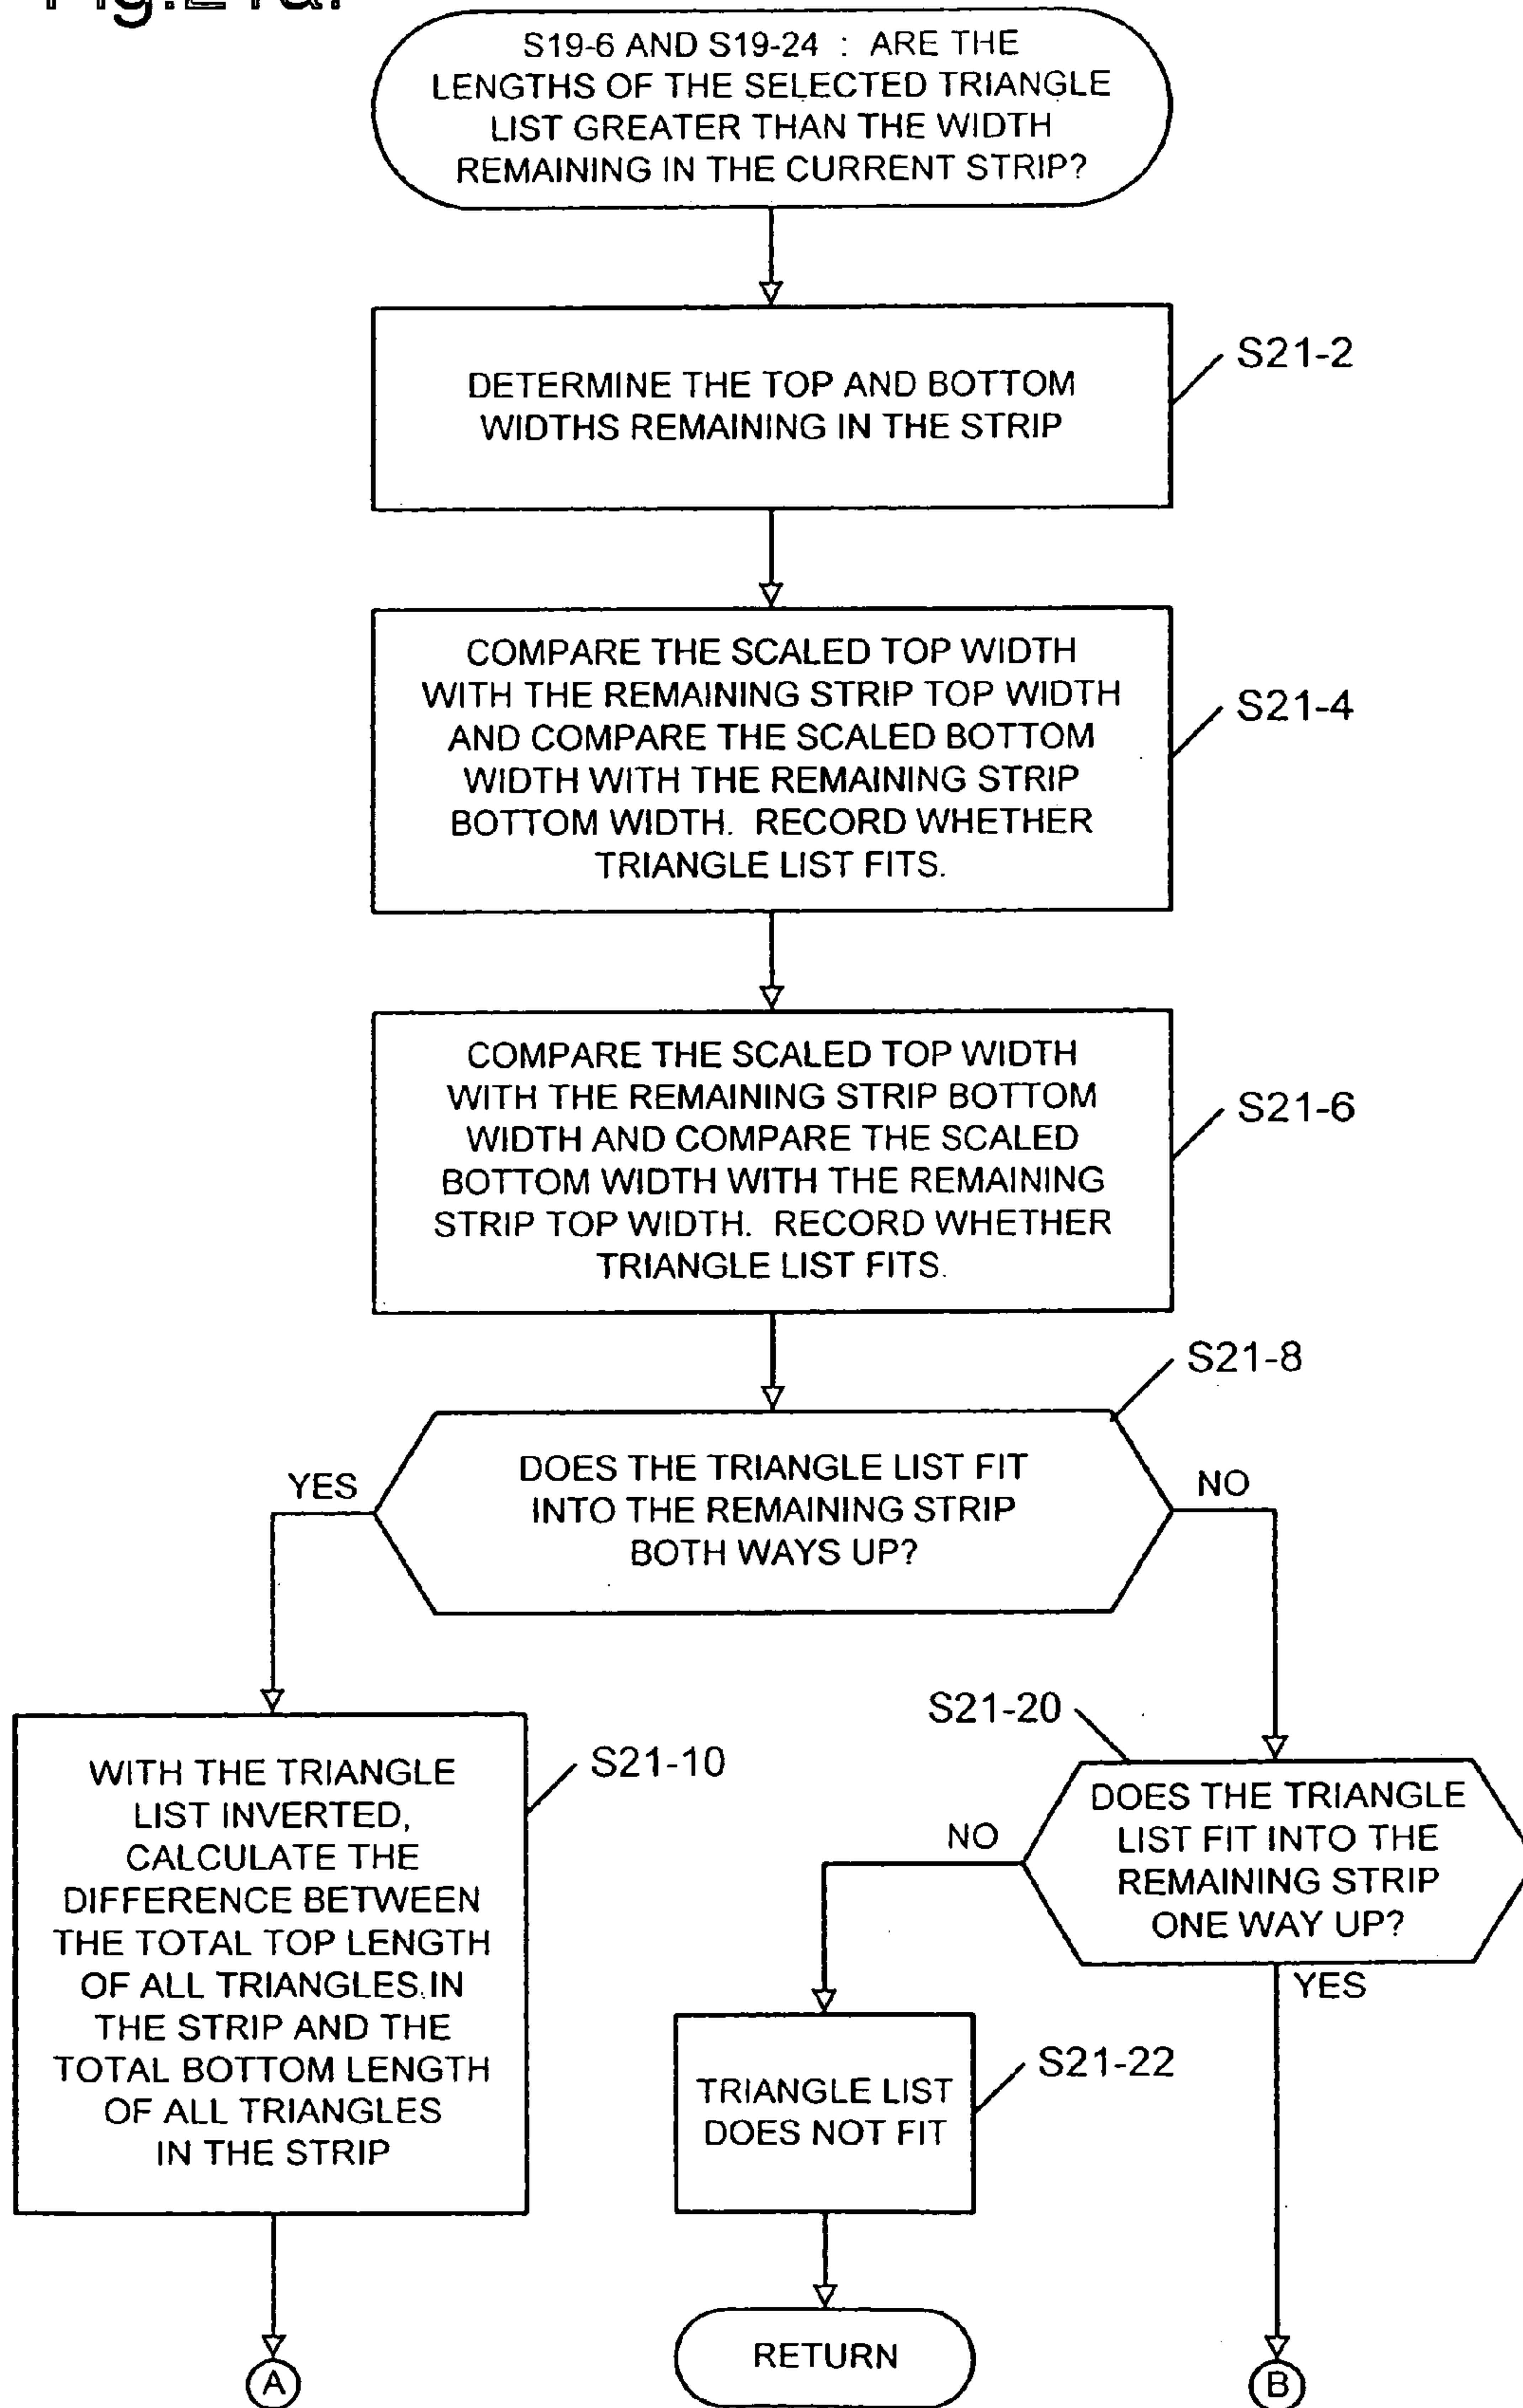 Fig.21a.
S19-6 AND S19-24 : ARE THE
LENGTHS OF THE SELECTED TRIANGLE
LIST GREATER THAN THE WIDTH
REMAINING IN THE CURRENT STRIP?
S21-2
DETERMINE THE TOP AND BOTTOM
WIDTHS REMAINING IN THE STRIP
COMPARE THE SCALED TOP WIDTH
WITH THE REMAINING STRIP TOP WIDTH
AND COMPARE THE SCALED BOTTOM
WIDTH WITH THE REMAINING STRIP
BOTTOM WIDTH. RECORD WHETHER
TRIANGLE LIST FITS.
S21-4
COMPARE THE SCALED TOP WIDTH
WITH THE REMAINING STRIP BOTTOM
WIDTH AND COMPARE THE SCALED
BOTTOM WIDTH WITH THE REMAINING
STRIP TOP WIDTH. RECORD WHETHER
TRIANGLE LIST FITS.
S21-6
S21-8
DOES THE TRIANGLE LIST FIT
INTO THE REMAINING STRIP
BOTH WAYS UP?
YES
NO
WITH THE TRIANGLE
LIST INVERTED,
CALCULATE THE
DIFFERENCE BETWEEN
THE TOTAL TOP LENGTH
OF ALL TRIANGLES IN
THE STRIP AND THE
TOTAL BOTTOM LENGTH
OF ALL TRIANGLES
IN THE STRIP
S21-10
S21-20
DOES THE TRIANGLE
LIST FIT INTO THE
REMAINING STRIP
ONE WAY UP?
NO
YES
TRIANGLE LIST
DOES NOT FIT
S21-22
RETURN
A
B